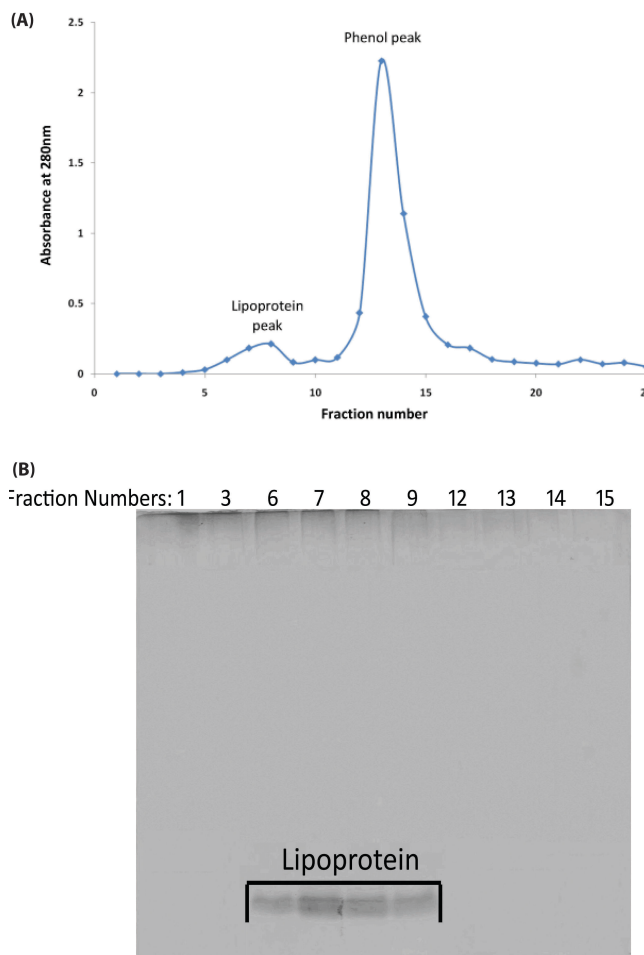 (A)
2.5
2
1.5
1
0.5
0
Absorbance at 280nm
Phenol peak
Lipoprotein
peak
0 5 10 15 20
Fraction number
(B)
Fraction Numbers: 1 3 6 7 8 9 12 13 14 15
Lipoprotein